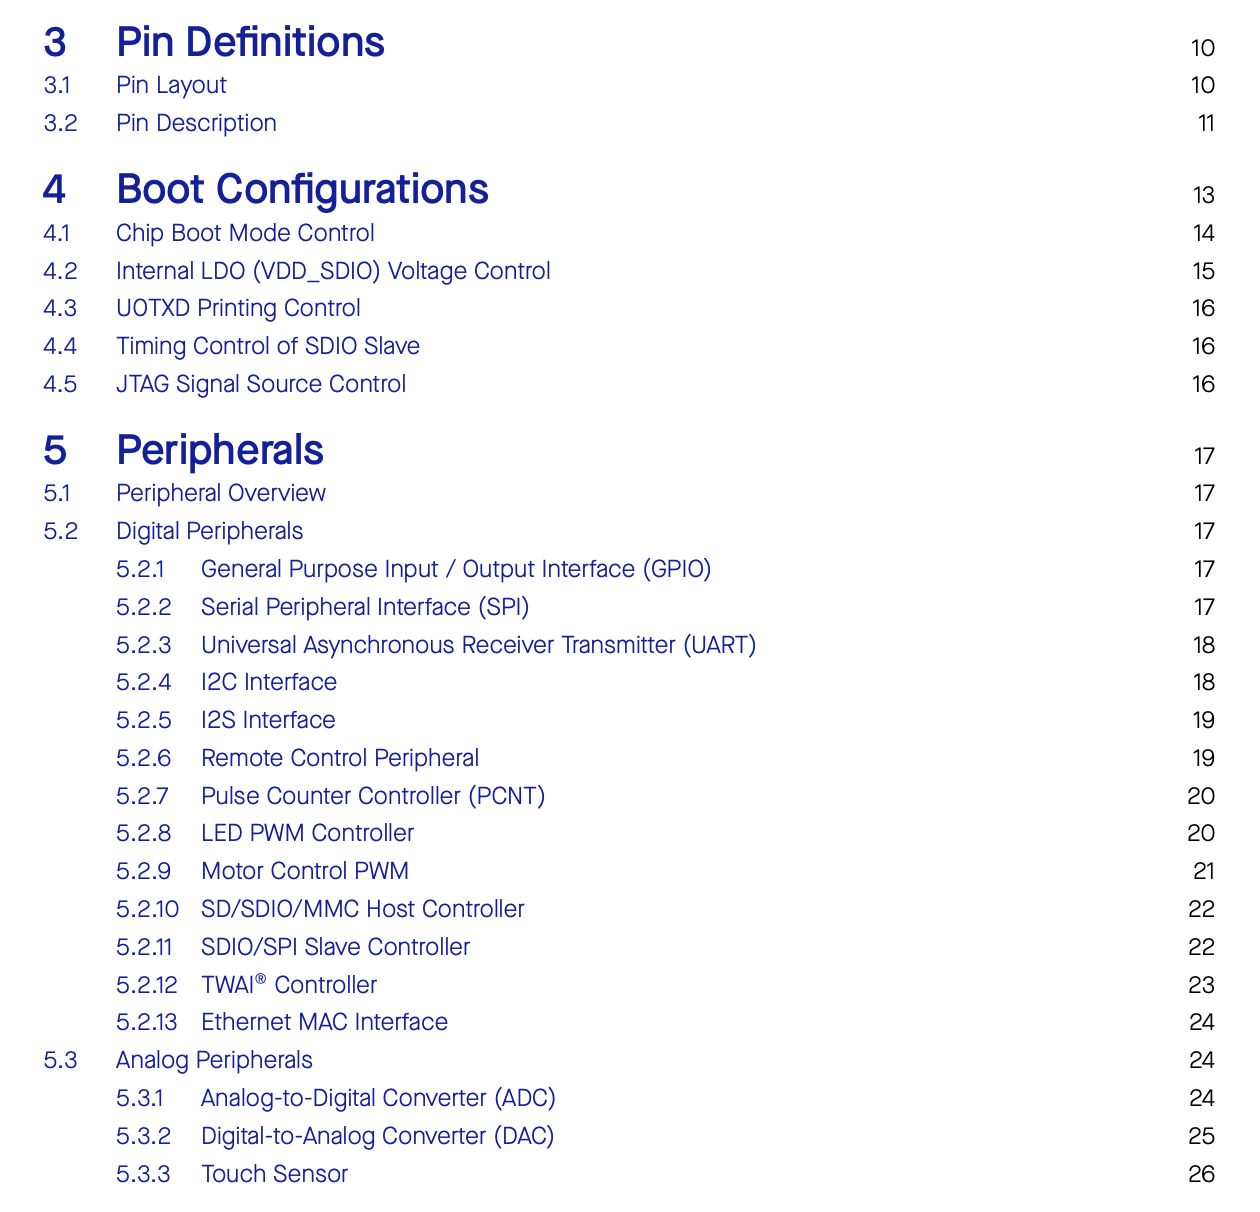 3 Pin Definitions 10
3.1 Pin Layout 10
3.2 Pin Description 11
4 Boot Configurations 13
4.1 Chip Boot Mode Control 14
4.2 Internal LDO (VDD_SDIO) Voltage Control 15
4.3 U0TXD Printing Control 16
4.4 Timing Control of SDIO Slave 16
4.5 JTAG Signal Source Control 16
5 Peripherals 17
5.1 Peripheral Overview 17
5.2 Digital Peripherals 17
5.2.1 General Purpose Input / Output Interface (GPIO) 17
5.2.2 Serial Peripheral Interface (SPI) 17
5.2.3 Universal Asynchronous Receiver Transmitter (UART) 18
5.2.4 I2C Interface 18
5.2.5 I2S Interface 19
5.2.6 Remote Control Peripheral 19
5.2.7 Pulse Counter Controller (PCNT) 20
5.2.8 LED PWM Controller 20
5.2.9 Motor Control PWM 21
5.2.10 SD/SDIO/MMC Host Controller 22
5.2.11 SDIO/SPI Slave Controller 22
5.2.12 TWAI® Controller 23
5.2.13 Ethernet MAC Interface 24
5.3 Analog Peripherals 24
5.3.1 Analog-to-Digital Converter (ADC) 24
5.3.2 Digital-to-Analog Converter (DAC) 25
5.3.3 Touch Sensor 26